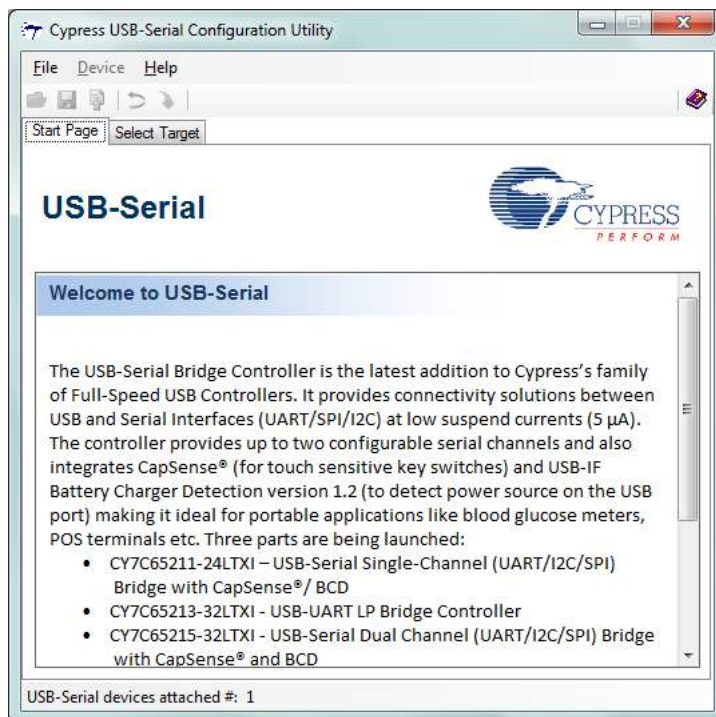 Cypress USB-Serial Configuration Utility
File Device Help
Start Page Select Target
USB-Serial
CYPRESS
PERFORM
Welcome to USB-Serial
The USB-Serial Bridge Controller is the latest addition to Cypress's family
of Full-Speed USB Controllers. It provides connectivity solutions between
USB and Serial Interfaces (UART/SPI/I2C) at low suspend currents (5 µA).
The controller provides up to two configurable serial channels and also
integrates CapSense® (for touch sensitive key switches) and USB-IF
Battery Charger Detection version 1.2 (to detect power source on the USB
port) making it ideal for portable applications like blood glucose meters,
POS terminals etc. Three parts are being launched:
• CY7C65211-24LTXI – USB-Serial Single-Channel (UART/I2C/SPI)
Bridge with CapSense®/ BCD
• CY7C65213-32LTXI - USB-UART LP Bridge Controller
• CY7C65215-32LTXI - USB-Serial Dual Channel (UART/I2C/SPI) Bridge
with CapSense® and BCD
USB-Serial devices attached #: 1